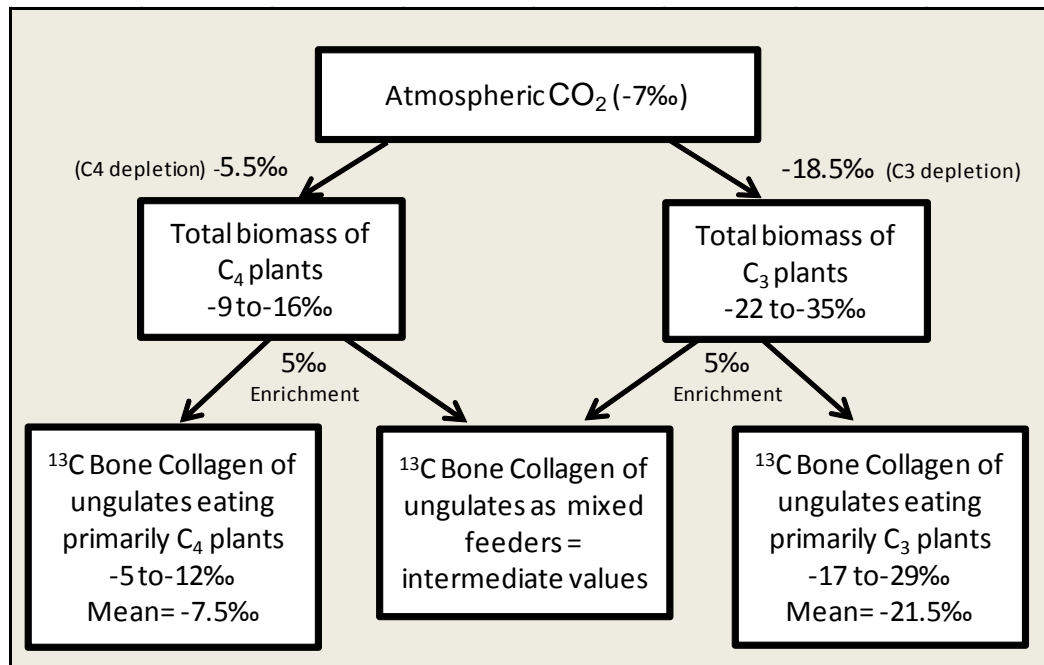 Atmospheric CO₂ (-7‰)
(C4 depletion) -5.5‰
-18.5‰ (C3 depletion)
Total biomass of
C₄ plants
-9 to-16‰
Total biomass of
C₃ plants
-22 to-35‰
5‰
Enrichment
5‰
Enrichment
¹³C Bone Collagen of
ungulates eating
primarily C₄ plants
-5 to-12‰
Mean= -7.5‰
¹³C Bone Collagen of
ungulates as mixed
feeders =
intermediate values
¹³C Bone Collagen of
ungulates eating
primarily C₃ plants
-17 to-29‰
Mean= -21.5‰